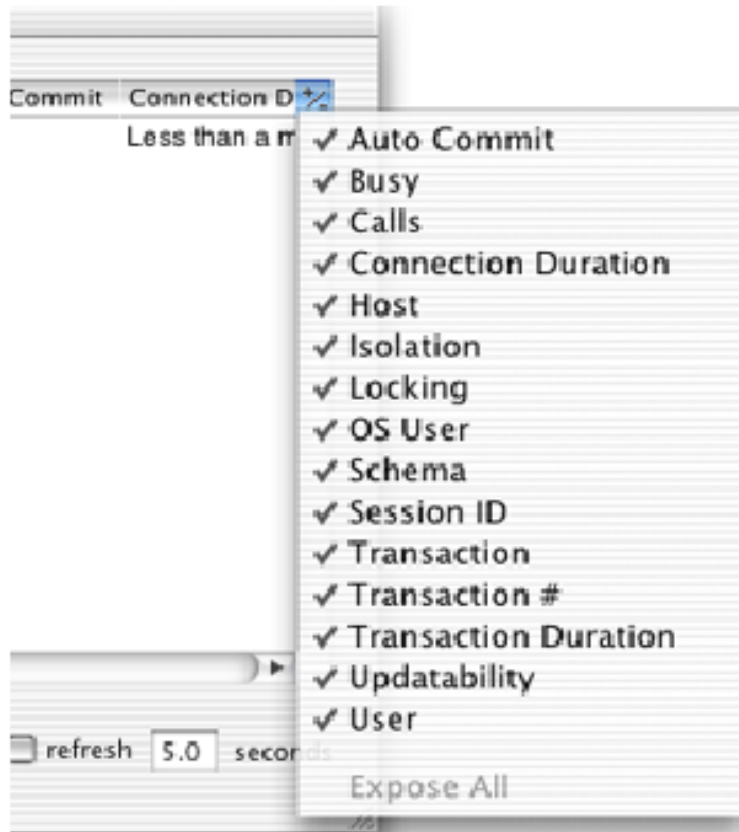 Commit Connection D +/-
Less than a m
✓ Auto Commit
✓ Busy
✓ Calls
✓ Connection Duration
✓ Host
✓ Isolation
✓ Locking
✓ OS User
✓ Schema
✓ Session ID
✓ Transaction
✓ Transaction #
✓ Transaction Duration
✓ Updatability
✓ User
Expose All
refresh 5.0 seconds